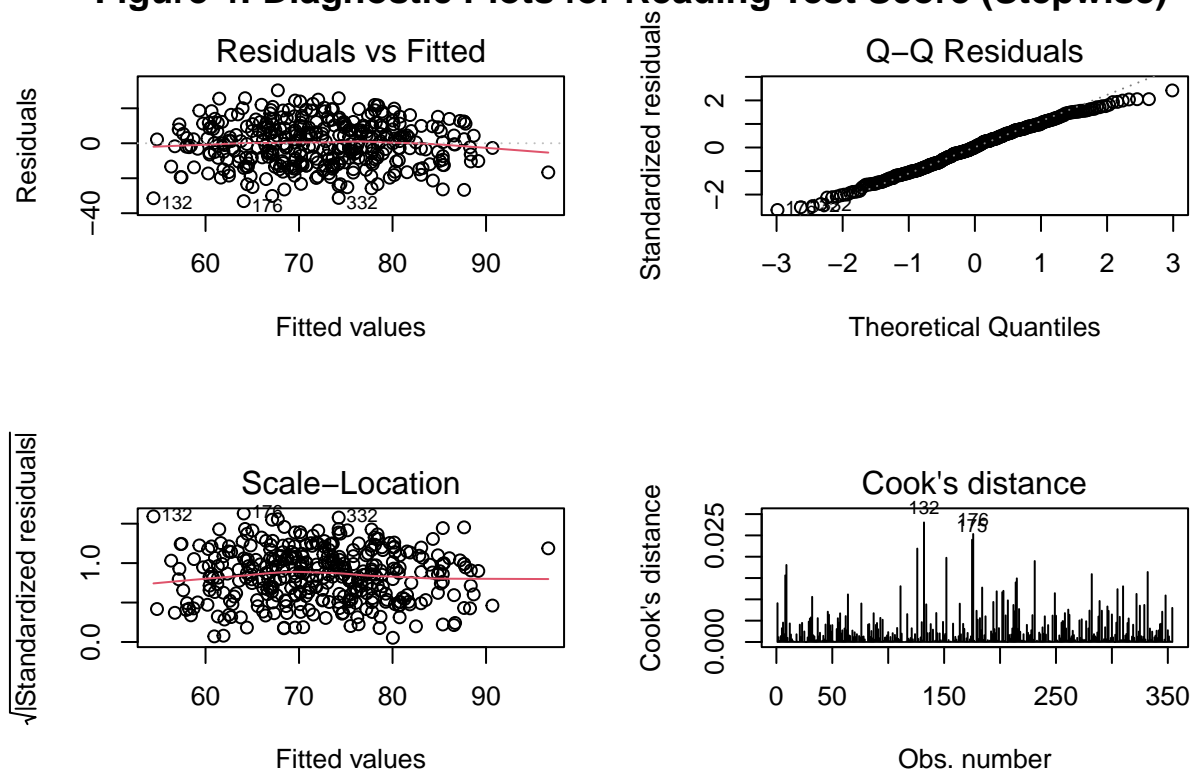 Figure 4: Diagnostic Plots for Reading Test Score (Stepwise)
Residuals vs Fitted
Residuals
0
−40
132
176
332
60 70 80 90
Fitted values
Q−Q Residuals
Standardized residuals
2
0
−2
−3 −2 −1 0 1 2 3
Theoretical Quantiles
Scale−Location
√|Standardized residuals|
1.0
0.0
132
176
332
60 70 80 90
Fitted values
Cook's distance
Cook's distance
0.025
0.000
132
176
175
0 50 150 250 350
Obs. number